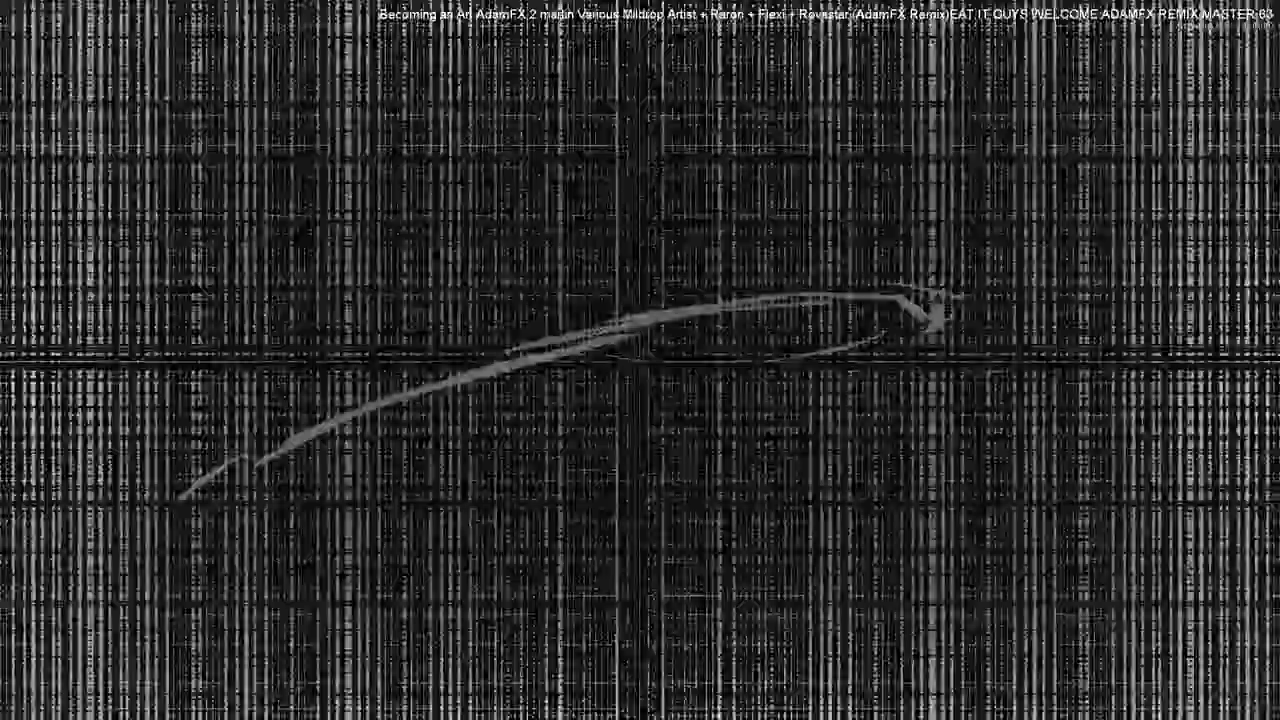 Becoming an Art AdamFX 2 martin Various Mildrop Artist + Raron + Flexi + Rovastar (AdamFX Remix)EAT IT GUYS WELCOME ADAMFX REMIX MASTER 63